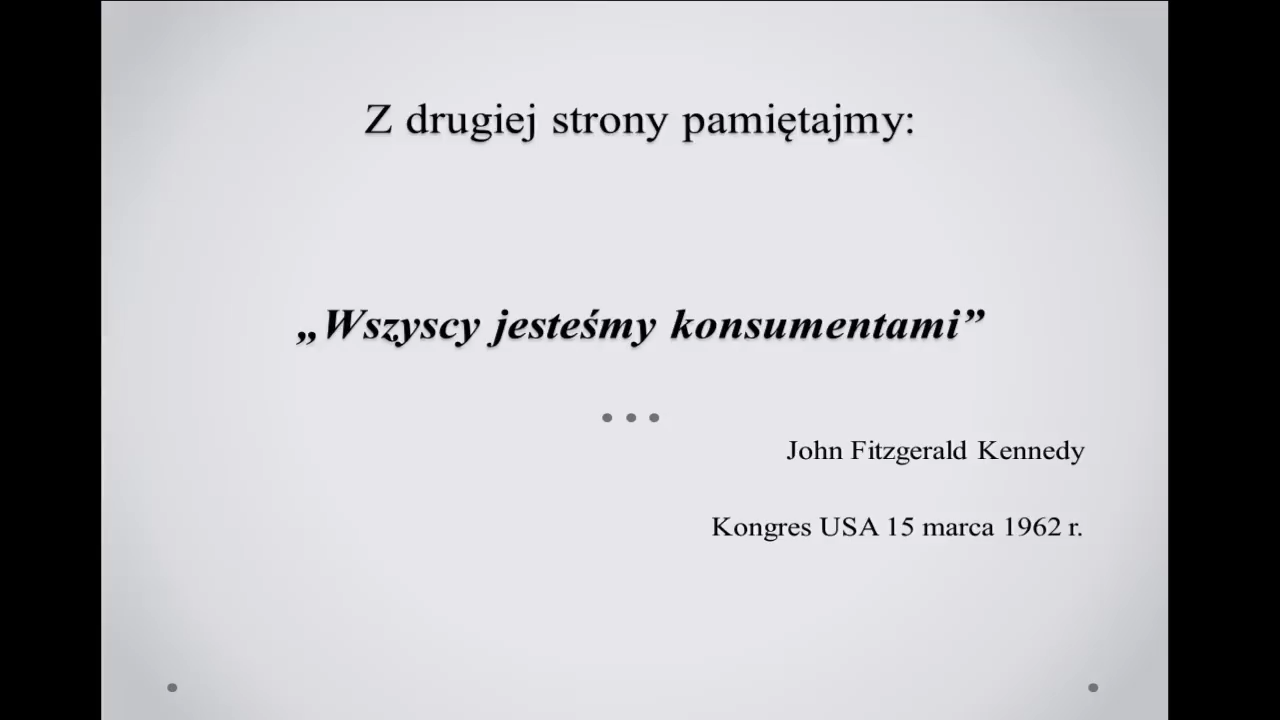 Z drugiej strony pamiętajmy:
„Wszyscy jesteśmy konsumentami”
John Fitzgerald Kennedy
Kongres USA 15 marca 1962 r.